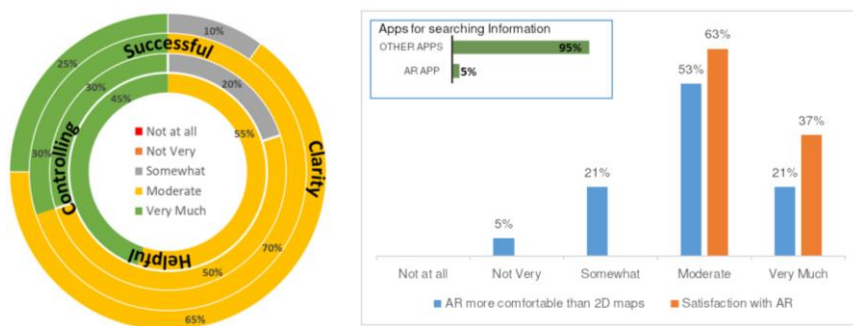 10%
Successful
25%
20%
30%
45%
55%
Not at all
Not Very
Somewhat
Moderate
Very Much
Clarity
Controlling
30%
Helpful
70%
50%
65%
Apps for searching Information
OTHER APPS 95%
AR APP 5%
63%
53%
37%
21% 21%
5%
Not at all Not Very Somewhat Moderate Very Much
AR more comfortable than 2D maps Satisfaction with AR